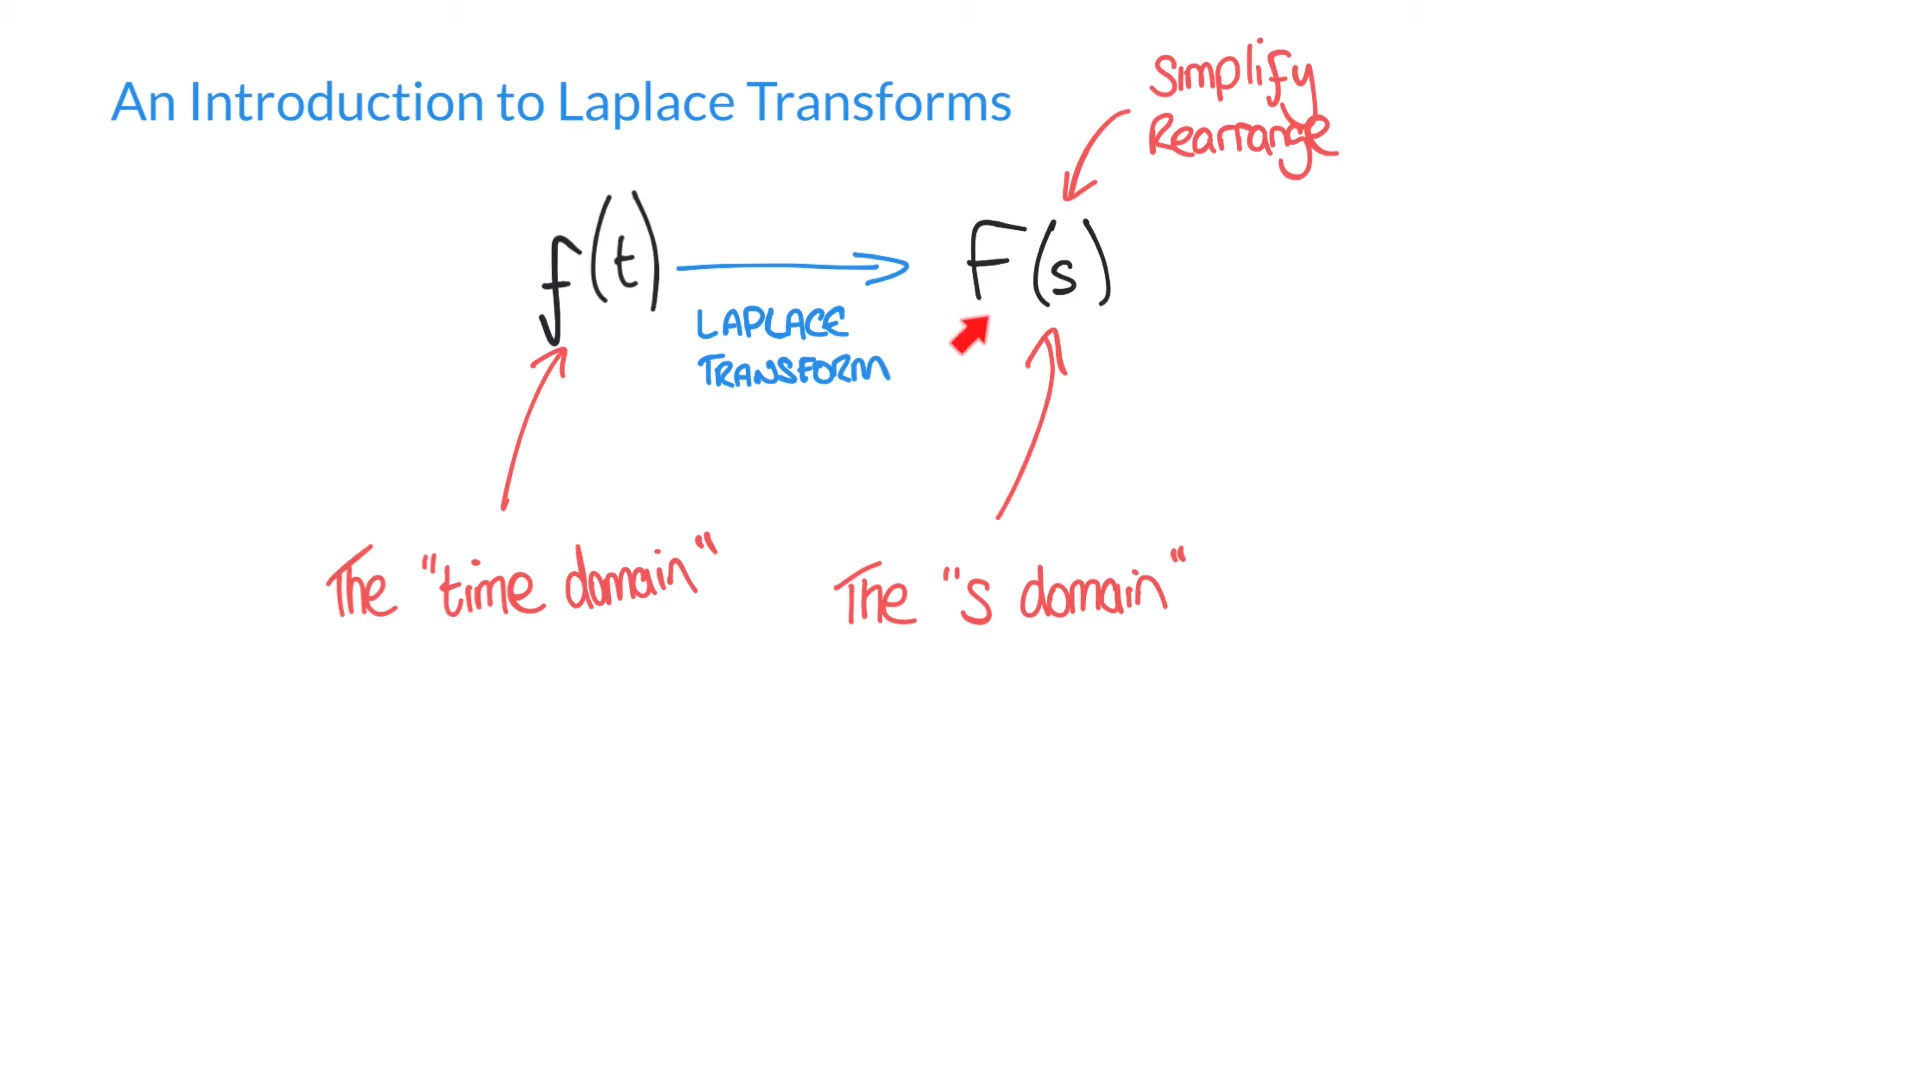 An Introduction to Laplace Transforms
Simplify
Rearrange
f(t)
F(s)
LAPLACE
TRANSFORM
The "time domain"
The "s domain"